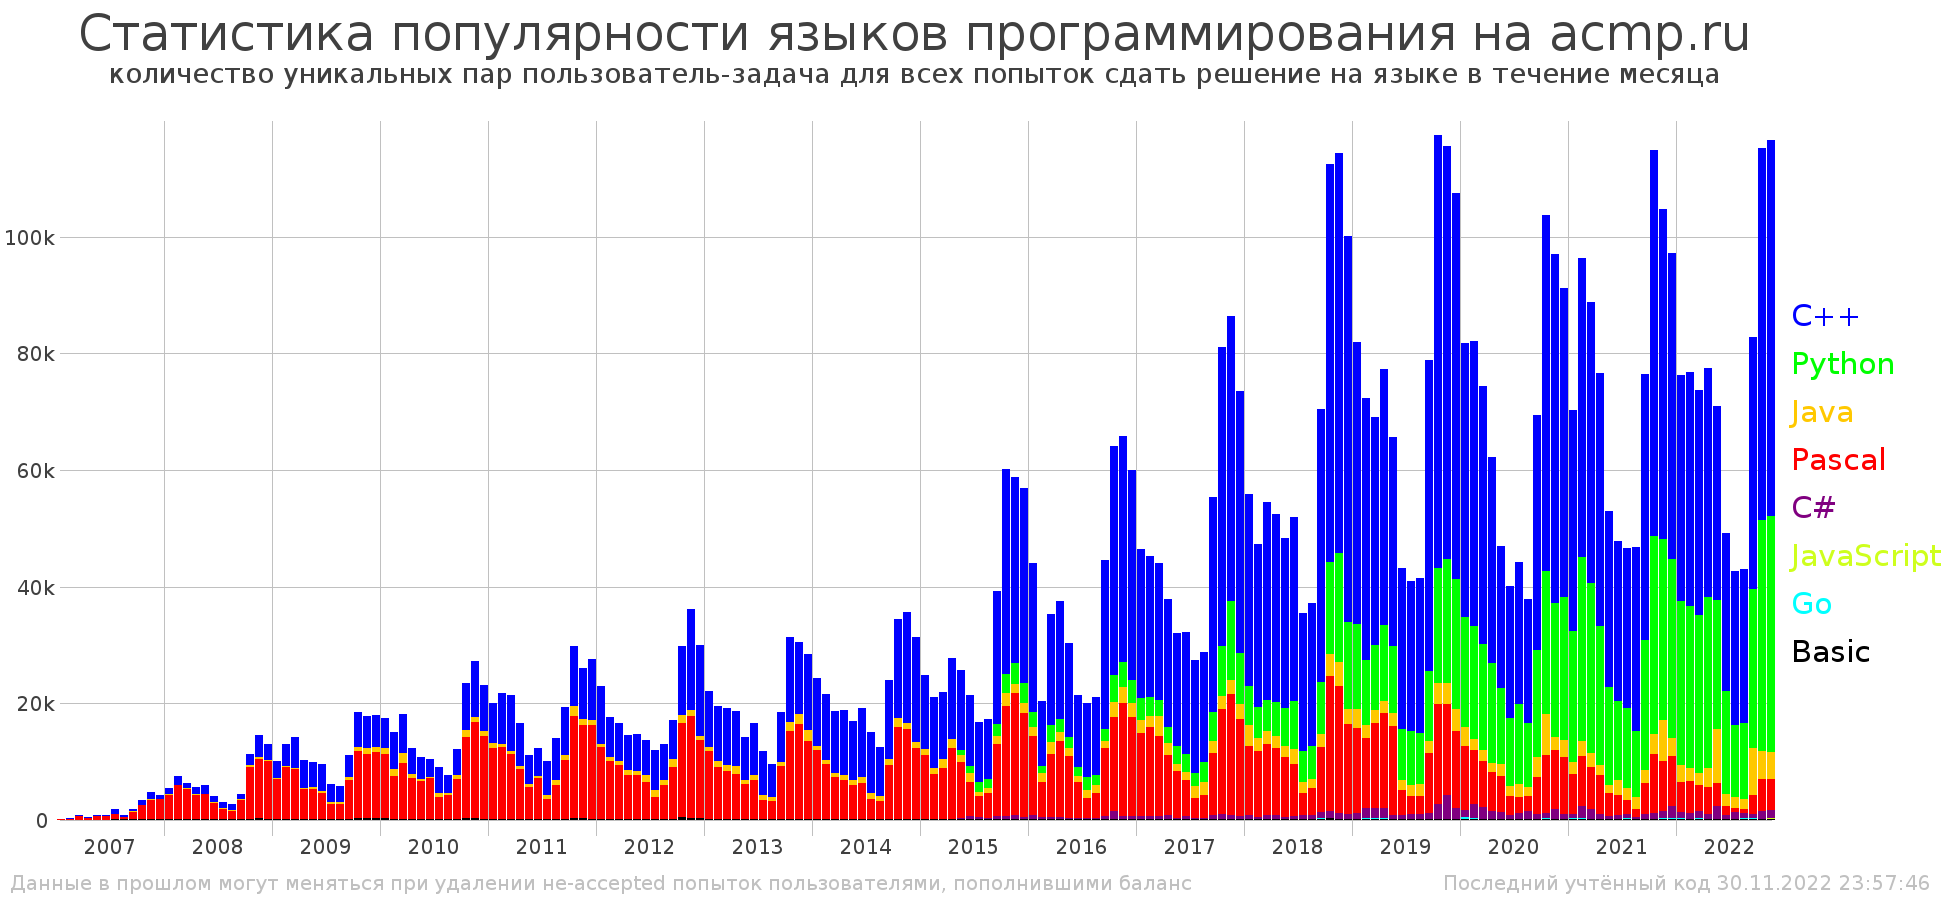 Статистика популярности языков программирования на acmp.ru
количество уникальных пар пользователь-задача для всех попыток сдать решение на языке в течение месяца
100k
80k
60k
40k
20k
0
C++
Python
Java
Pascal
C#
JavaScript
Go
Basic
2007 2008 2009 2010 2011 2012 2013 2014 2015 2016 2017 2018 2019 2020 2021 2022
Данные в прошлом могут меняться при удалении не-accepted попыток пользователями, пополнившими баланс
Последний учтённый код 30.11.2022 23:57:46